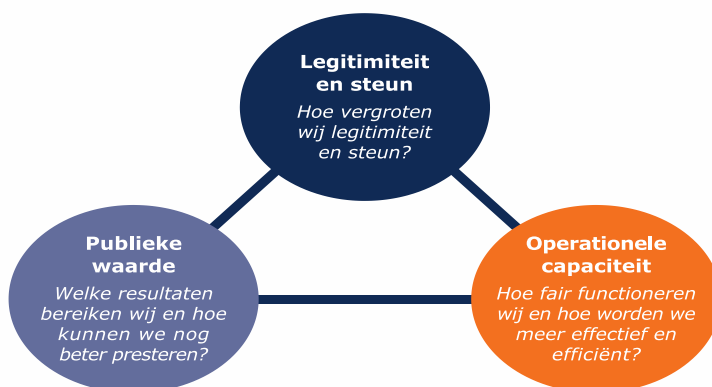 Legitimiteit
en steun
Hoe vergroten
wij legitimiteit
en steun?
Publieke
waarde
Welke resultaten
bereiken wij en hoe
kunnen we nog
beter presteren?
Operationele
capaciteit
Hoe fair functioneren
wij en hoe worden we
meer effectief en
efficiënt?